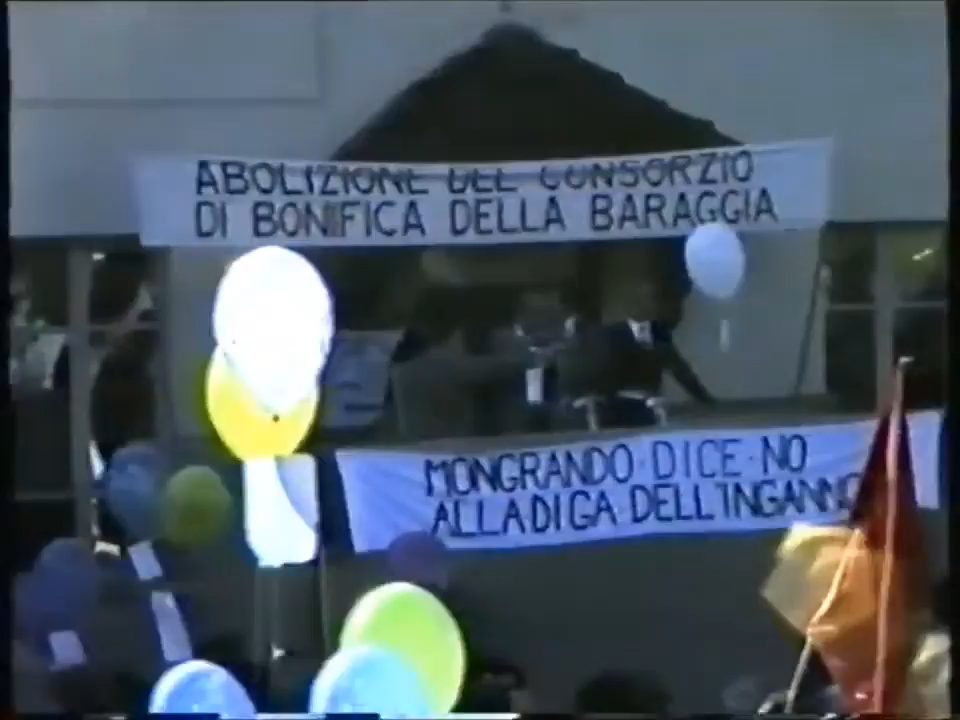 ABOLIZIONE DEL CONSORZIO
DI BONIFICA DELLA BARAGGIA
MONGRANDO·DICE·NO
ALLA DIGA DELL'INGANNO